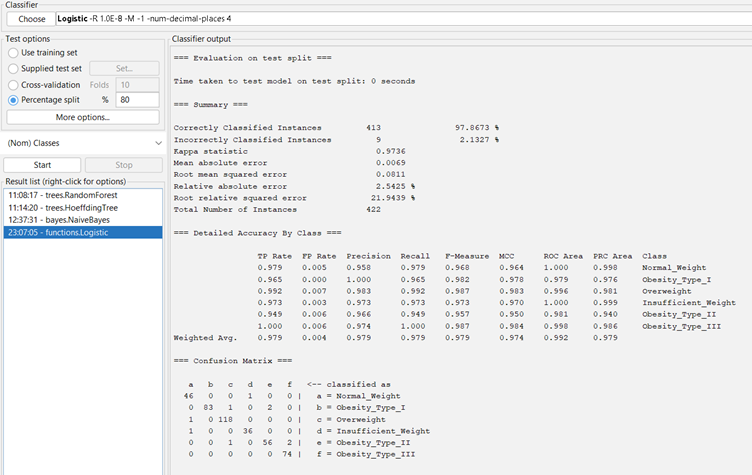 Classifier
Choose Logistic -R 1.0E-8 -M -1 -num-decimal-places 4
Test options
Use training set
Supplied test set Set...
Cross-validation Folds 10
Percentage split % 80
More options...
(Nom) Classes
Start Stop
Result list (right-click for options)
11:08:17 - trees.RandomForest
11:14:20 - trees.HoeffdingTree
12:37:31 - bayes.NaiveBayes
23:07:05 - functions.Logistic
Classifier output
=== Evaluation on test split ===
Time taken to test model on test split: 0 seconds
=== Summary ===
Correctly Classified Instances 413 97.8673 %
Incorrectly Classified Instances 9 2.1327 %
Kappa statistic 0.9736
Mean absolute error 0.0069
Root mean squared error 0.0811
Relative absolute error 2.5425 %
Root relative squared error 21.9439 %
Total Number of Instances 422
=== Detailed Accuracy By Class ===
TP Rate FP Rate Precision Recall F-Measure MCC ROC Area PRC Area Class
0.979 0.005 0.958 0.979 0.968 0.964 1.000 0.998 Normal_Weight
0.965 0.000 1.000 0.965 0.982 0.978 0.979 0.976 Obesity_Type_I
0.992 0.007 0.983 0.992 0.987 0.983 0.996 0.981 Overweight
0.973 0.003 0.973 0.973 0.973 0.970 1.000 0.999 Insufficient_Weight
0.949 0.006 0.966 0.949 0.957 0.950 0.981 0.940 Obesity_Type_II
1.000 0.006 0.974 1.000 0.987 0.984 0.998 0.986 Obesity_Type_III
Weighted Avg. 0.979 0.004 0.979 0.979 0.979 0.974 0.992 0.979
=== Confusion Matrix ===
a b c d e f <-- classified as
46 0 0 1 0 0 | a = Normal_Weight
0 83 1 0 2 0 | b = Obesity_Type_I
1 0 118 0 0 0 | c = Overweight
1 0 0 36 0 0 | d = Insufficient_Weight
0 0 1 0 56 2 | e = Obesity_Type_II
0 0 0 0 0 74 | f = Obesity_Type_III